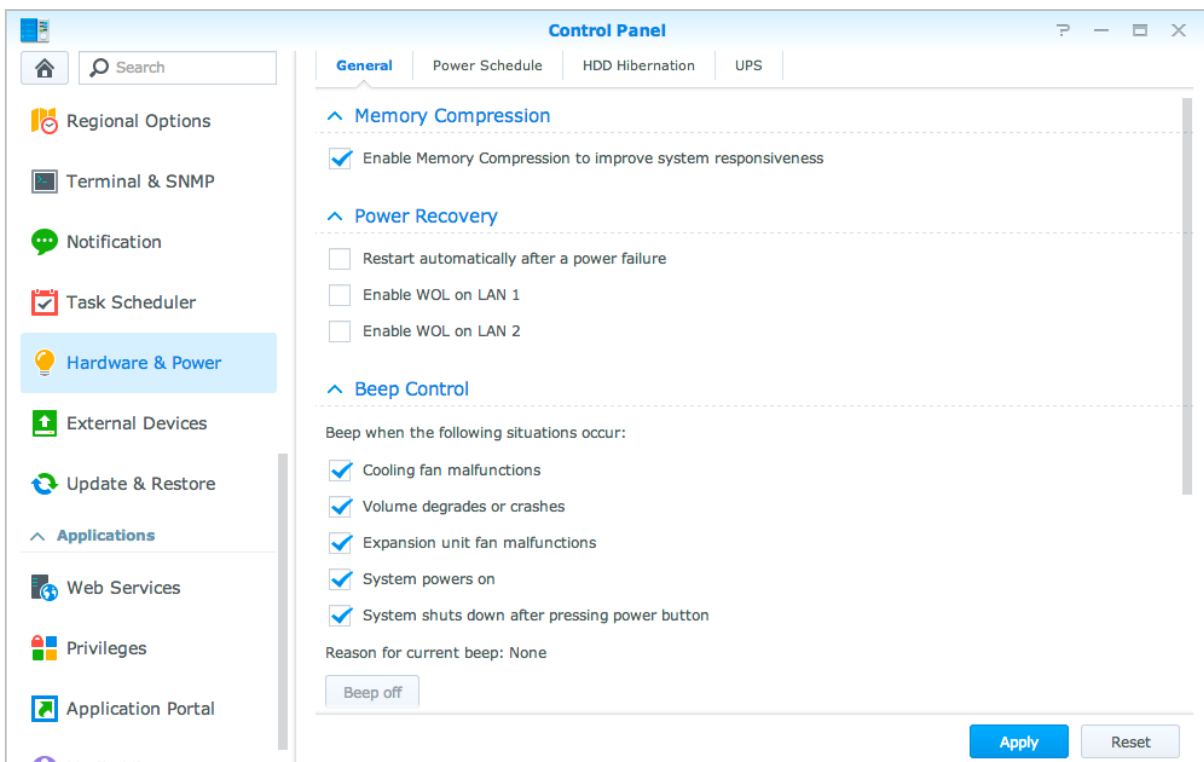 Control Panel
Search
General Power Schedule HDD Hibernation UPS
Regional Options
Terminal & SNMP
Notification
Task Scheduler
Hardware & Power
External Devices
Update & Restore
Applications
Web Services
Privileges
Application Portal
Memory Compression
Enable Memory Compression to improve system responsiveness
Power Recovery
Restart automatically after a power failure
Enable WOL on LAN 1
Enable WOL on LAN 2
Beep Control
Beep when the following situations occur:
Cooling fan malfunctions
Volume degrades or crashes
Expansion unit fan malfunctions
System powers on
System shuts down after pressing power button
Reason for current beep: None
Beep off
Apply Reset